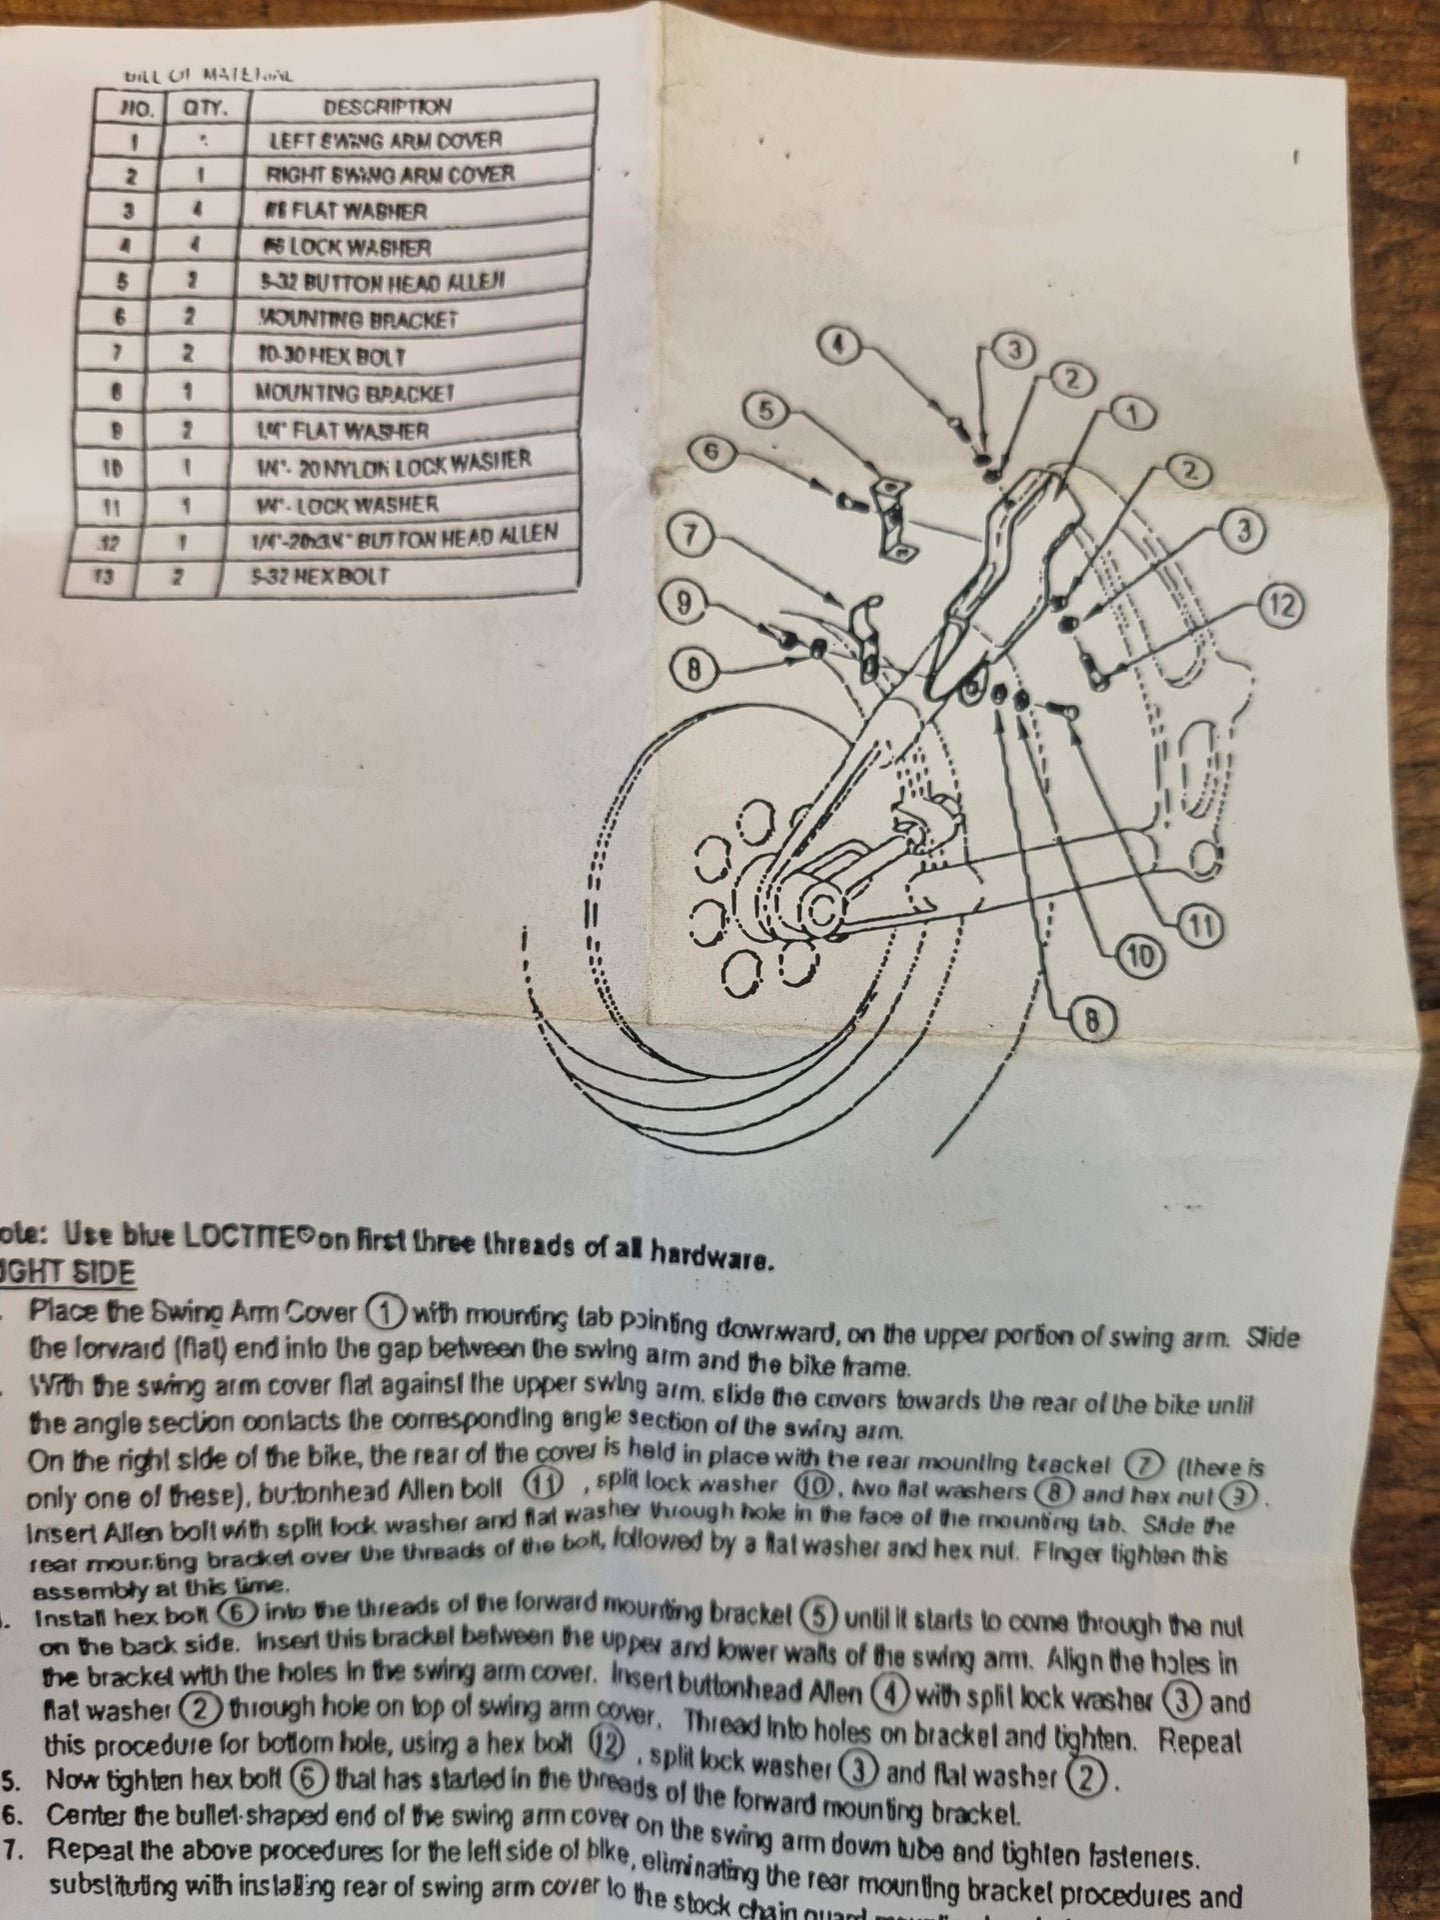 BILL OF MATERIAL
NO. QTY. DESCRIPTION
1 LEFT SWING ARM COVER
2 1 RIGHT SWING ARM COVER
3 4 #8 FLAT WASHER
4 4 #8 LOCK WASHER
5 2 BUTTON HEAD ALLEN
6 2 MOUNTING BRACKET
7 2 HEX BOLT
8 1 MOUNTING BRACKET
9 2 1/4" FLAT WASHER
10 1 1/4"- 20 NYLON LOCK WASHER
11 1 1/4"- LOCK WASHER
12 1 1/4"-20x3/4" BUTTON HEAD ALLEN
13 2 HEX BOLT
4
3
2
5
1
6
2
7
3
9
12
8
11
10
8
ote: Use blue LOCTITE® on first three threads of all hardware.
IGHT SIDE
Place the Swing Arm Cover 1 with mounting tab pointing downward, on the upper portion of swing arm. Slide
the forward (flat) end into the gap between the swing arm and the bike frame.
With the swing arm cover flat against the upper swing arm, slide the covers towards the rear of the bike until
the angle section contacts the corresponding angle section of the swing arm.
On the right side of the bike, the rear of the cover is held in place with the rear mounting bracket 7 (there is
only one of these), buttonhead Allen bolt 11 , split lock washer 10, two flat washers 8 and hex nut 9 .
Insert Allen bolt with split lock washer and flat washer through hole in the face of the mounting tab. Slide the
rear mounting bracket over the threads of the bolt, followed by a flat washer and hex nut. Finger tighten this
assembly at this time.
. Install hex bolt 6 into the threads of the forward mounting bracket 5 until it starts to come through the nut
on the back side. Insert this bracket between the upper and lower walls of the swing arm. Align the holes in
the bracket with the holes in the swing arm cover. Insert buttonhead Allen 4 with split lock washer 3 and
flat washer 2 through hole on top of swing arm cover. Thread into holes on bracket and tighten. Repeat
this procedure for bottom hole, using a hex bolt 12 , split lock washer 3 and flat washer 2 .
5. Now tighten hex bolt 6 that has started in the threads of the forward mounting bracket.
6. Center the bullet-shaped end of the swing arm cover on the swing arm down tube and tighten fasteners.
7. Repeat the above procedures for the left side of bike, eliminating the rear mounting bracket procedures and
substituting with installing rear of swing arm cover to the stock chain guard